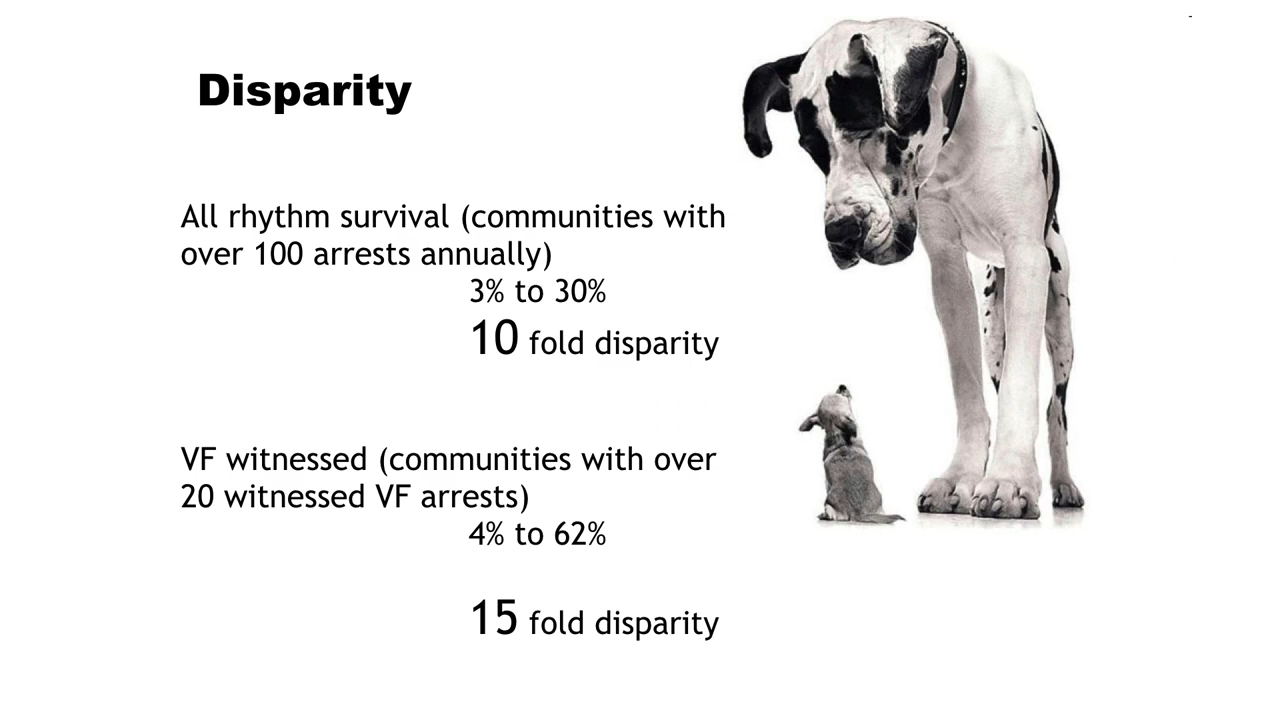 Disparity
All rhythm survival (communities with
over 100 arrests annually)
3% to 30%
10 fold disparity
VF witnessed (communities with over
20 witnessed VF arrests)
4% to 62%
15 fold disparity